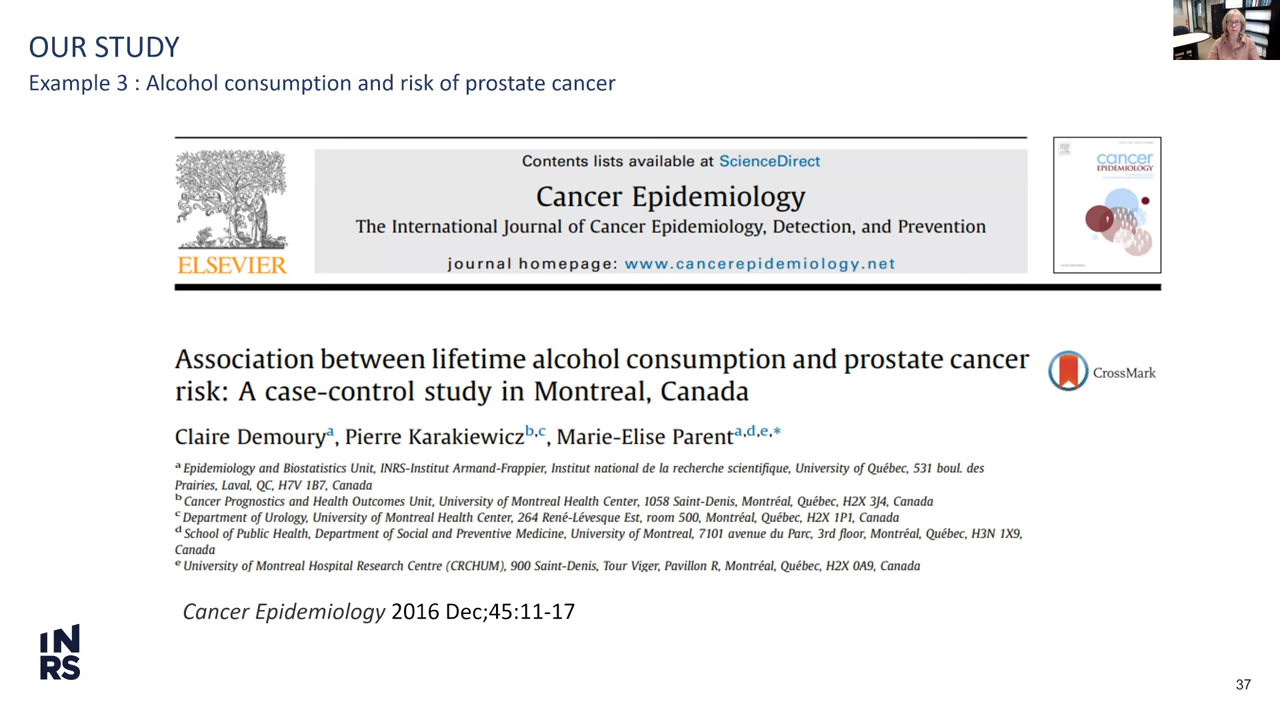 OUR STUDY
Example 3 : Alcohol consumption and risk of prostate cancer
Contents lists available at ScienceDirect
Cancer Epidemiology
The International Journal of Cancer Epidemiology, Detection, and Prevention
journal homepage: www.cancerepidemiology.net
ELSEVIER
cancer
EPIDEMIOLOGY
Association between lifetime alcohol consumption and prostate cancer
risk: A case-control study in Montreal, Canada
CrossMark
Claire Demoury a, Pierre Karakiewicz b,c, Marie-Elise Parent a,d,e,*
a Epidemiology and Biostatistics Unit, INRS-Institut Armand-Frappier, Institut national de la recherche scientifique, University of Québec, 531 boul. des
Prairies, Laval, QC, H7V 1B7, Canada
b Cancer Prognostics and Health Outcomes Unit, University of Montreal Health Center, 1058 Saint-Denis, Montréal, Québec, H2X 3J4, Canada
c Department of Urology, University of Montreal Health Center, 264 René-Lévesque Est, room 500, Montréal, Québec, H2X 1P1, Canada
d School of Public Health, Department of Social and Preventive Medicine, University of Montreal, 7101 avenue du Parc, 3rd floor, Montréal, Québec, H3N 1X9,
Canada
e University of Montreal Hospital Research Centre (CRCHUM), 900 Saint-Denis, Tour Viger, Pavillon R, Montréal, Québec, H2X 0A9, Canada
Cancer Epidemiology 2016 Dec;45:11-17
INRS
37